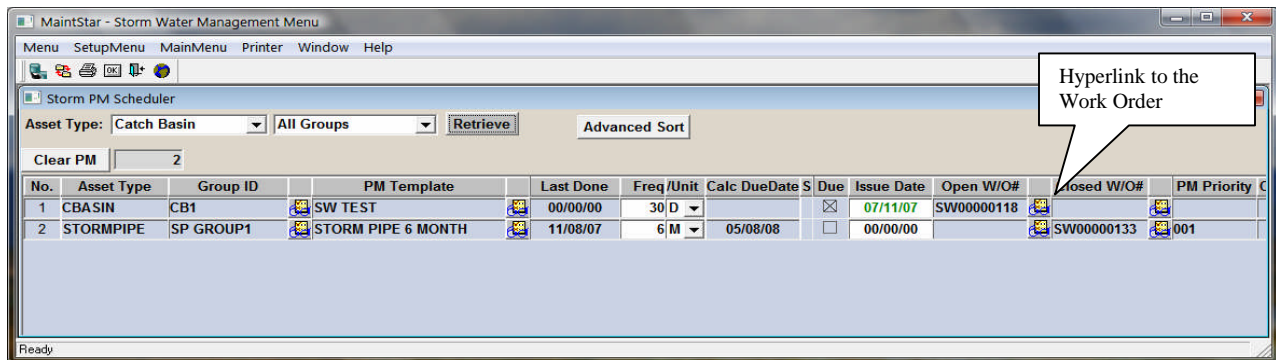 MaintStar - Storm Water Management Menu
Menu SetupMenu MainMenu Printer Window Help
OK
Hyperlink to the
Work Order
Storm PM Scheduler
Asset Type: Catch Basin All Groups Retrieve Advanced Sort
Clear PM 2
No. Asset Type Group ID PM Template Last Done Freq /Unit Calc DueDate S Due Issue Date Open W/O# losed W/O# PM Priority C
1 CBASIN CB1 SW TEST 00/00/00 30 D 07/11/07 SW00000118
2 STORMPIPE SP GROUP1 STORM PIPE 6 MONTH 11/08/07 6 M 05/08/08 00/00/00 SW00000133 001
Ready